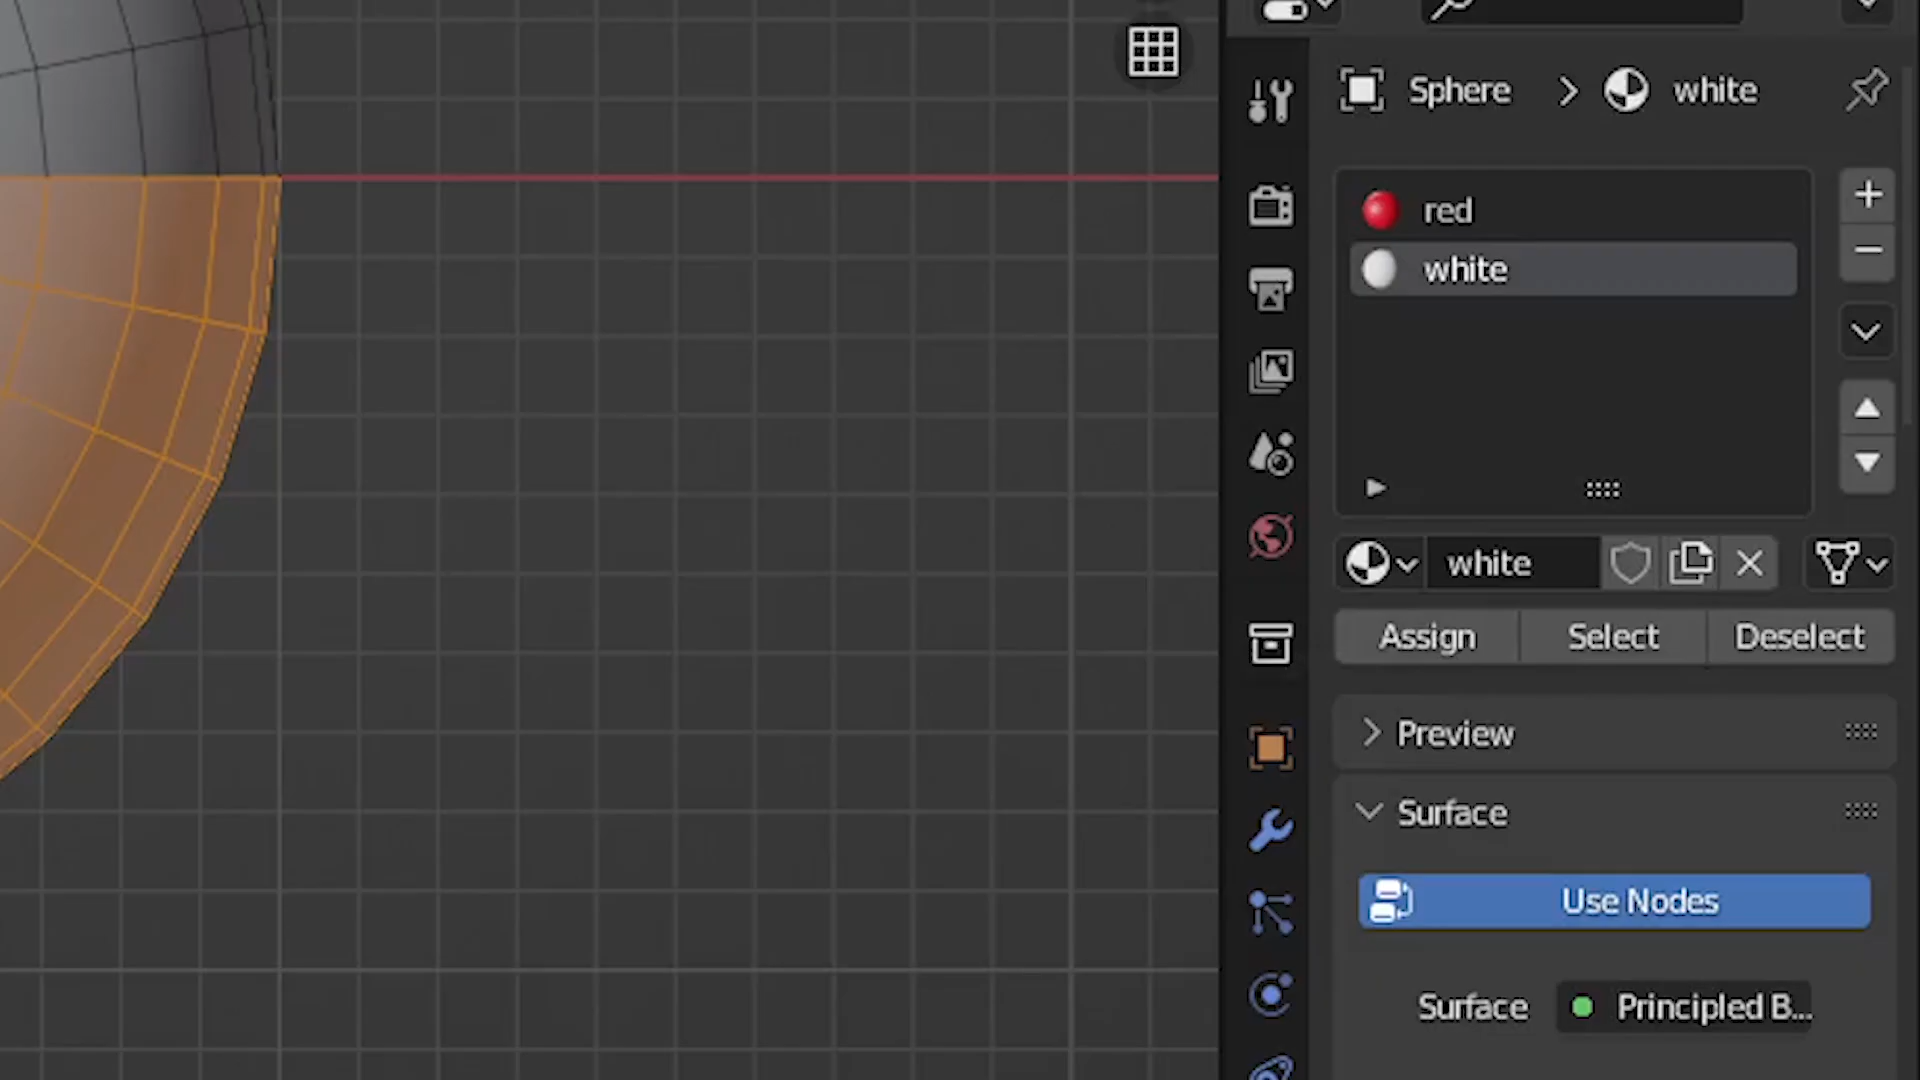 Sphere > white
red
white
white
Assign Select Deselect
Preview
Surface
Use Nodes
Surface Principled B...